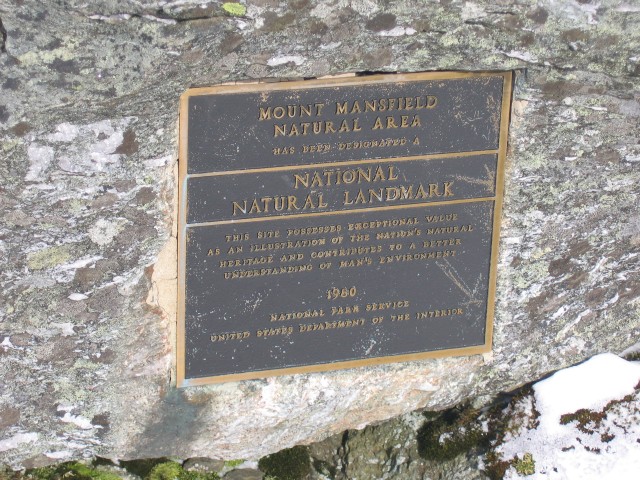 MOUNT MANSFIELD
NATURAL AREA
HAS BEEN DESIGNATED A
NATIONAL
NATURAL LANDMARK
THIS SITE POSSESSES EXCEPTIONAL VALUE
AS AN ILLUSTRATION OF THE NATION'S NATURAL
HERITAGE AND CONTRIBUTES TO A BETTER
UNDERSTANDING OF MAN'S ENVIRONMENT
1980
NATIONAL PARK SERVICE
UNITED STATES DEPARTMENT OF THE INTERIOR